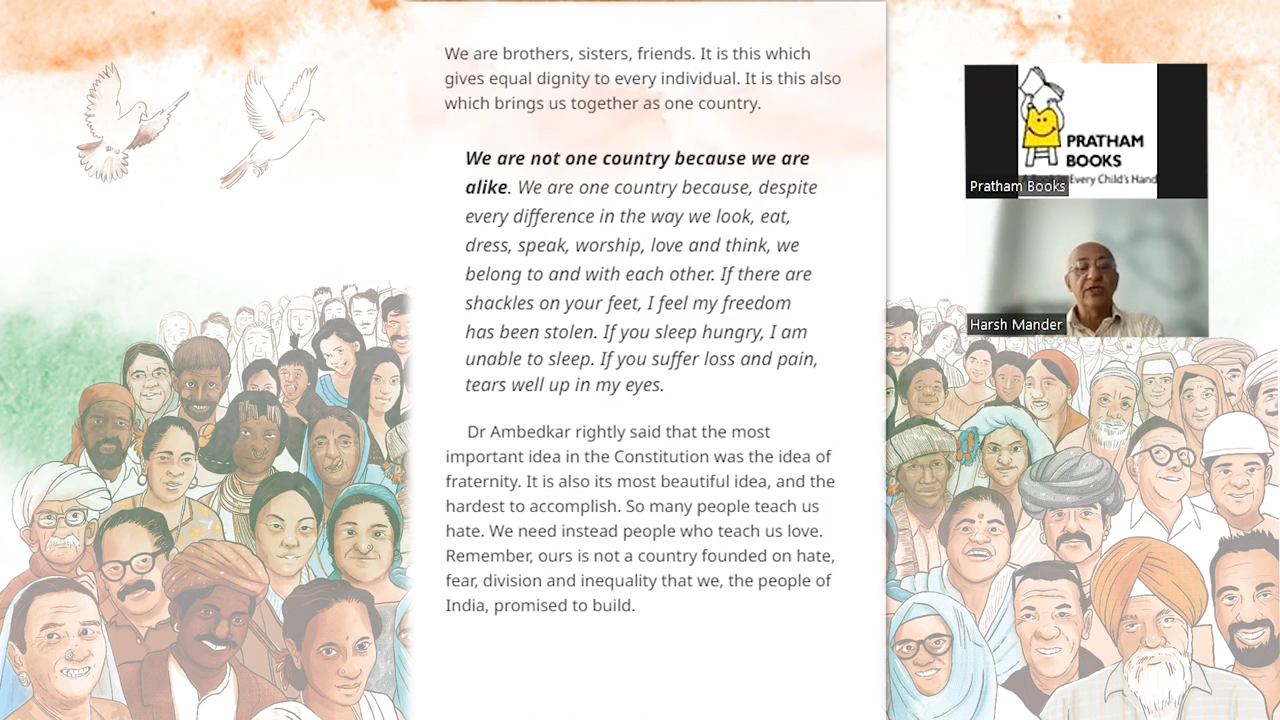 We are brothers, sisters, friends. It is this which
gives equal dignity to every individual. It is this also
which brings us together as one country.
We are not one country because we are
alike. We are one country because, despite
every difference in the way we look, eat,
dress, speak, worship, love and think, we
belong to and with each other. If there are
shackles on your feet, I feel my freedom
has been stolen. If you sleep hungry, I am
unable to sleep. If you suffer loss and pain,
tears well up in my eyes.
Dr Ambedkar rightly said that the most
important idea in the Constitution was the idea of
fraternity. It is also its most beautiful idea, and the
hardest to accomplish. So many people teach us
hate. We need instead people who teach us love.
Remember, ours is not a country founded on hate,
fear, division and inequality that we, the people of
India, promised to build.
PRATHAM
BOOKS
Every Child's Hand
Pratham Books
Harsh Mander